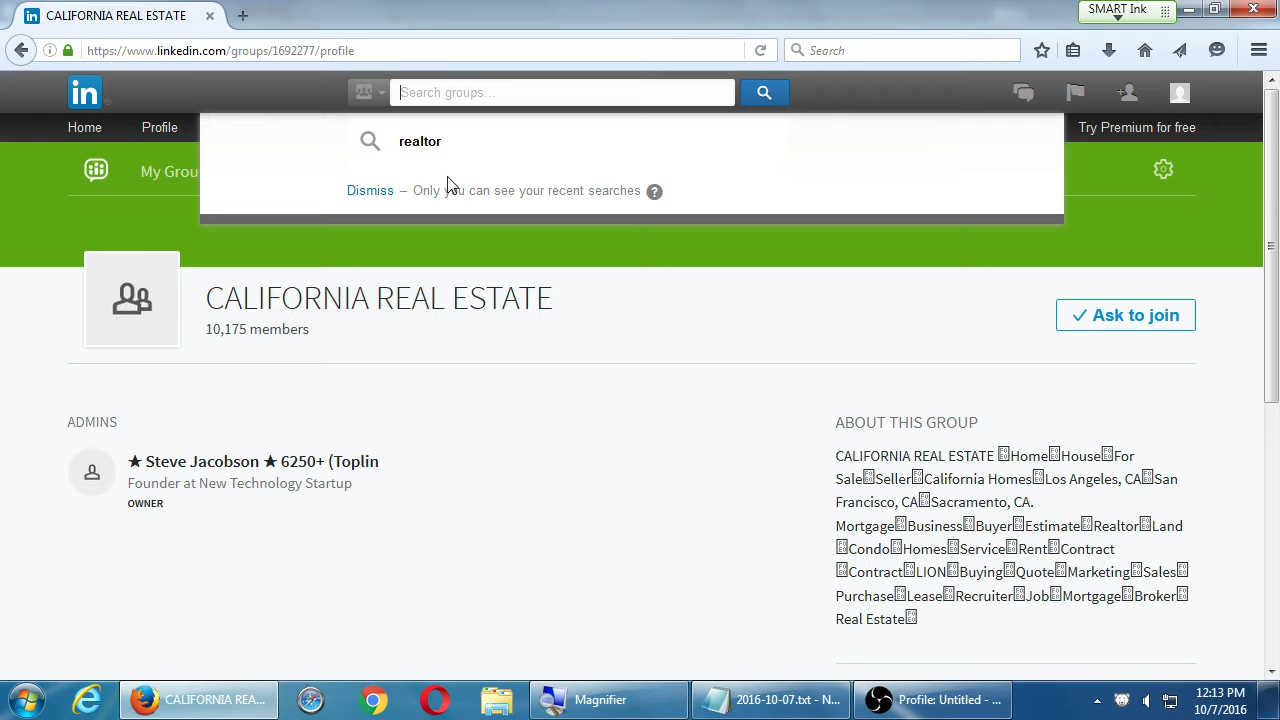 CALIFORNIA REAL ESTATE
SMART Ink
https://www.linkedin.com/groups/1692277/profile
Search
in
Search groups...
Home
Profile
Try Premium for free
realtor
My Grou
Dismiss – Only you can see your recent searches ?
CALIFORNIA REAL ESTATE
10,175 members
Ask to join
ADMINS
★ Steve Jacobson ★ 6250+ (Toplin
Founder at New Technology Startup
OWNER
ABOUT THIS GROUP
CALIFORNIA REAL ESTATE Home House For
Sale Seller California Homes Los Angeles, CA San
Francisco, CA Sacramento, CA.
Mortgage Business Buyer Estimate Realtor Land
Condo Homes Service Rent Contract
Contract LION Buying Quote Marketing Sales
Purchase Lease Recruiter Job Mortgage Broker
Real Estate
CALIFORNIA REA...
Magnifier
2016-10-07.txt - N...
Profile: Untitled - ...
12:13 PM
10/7/2016